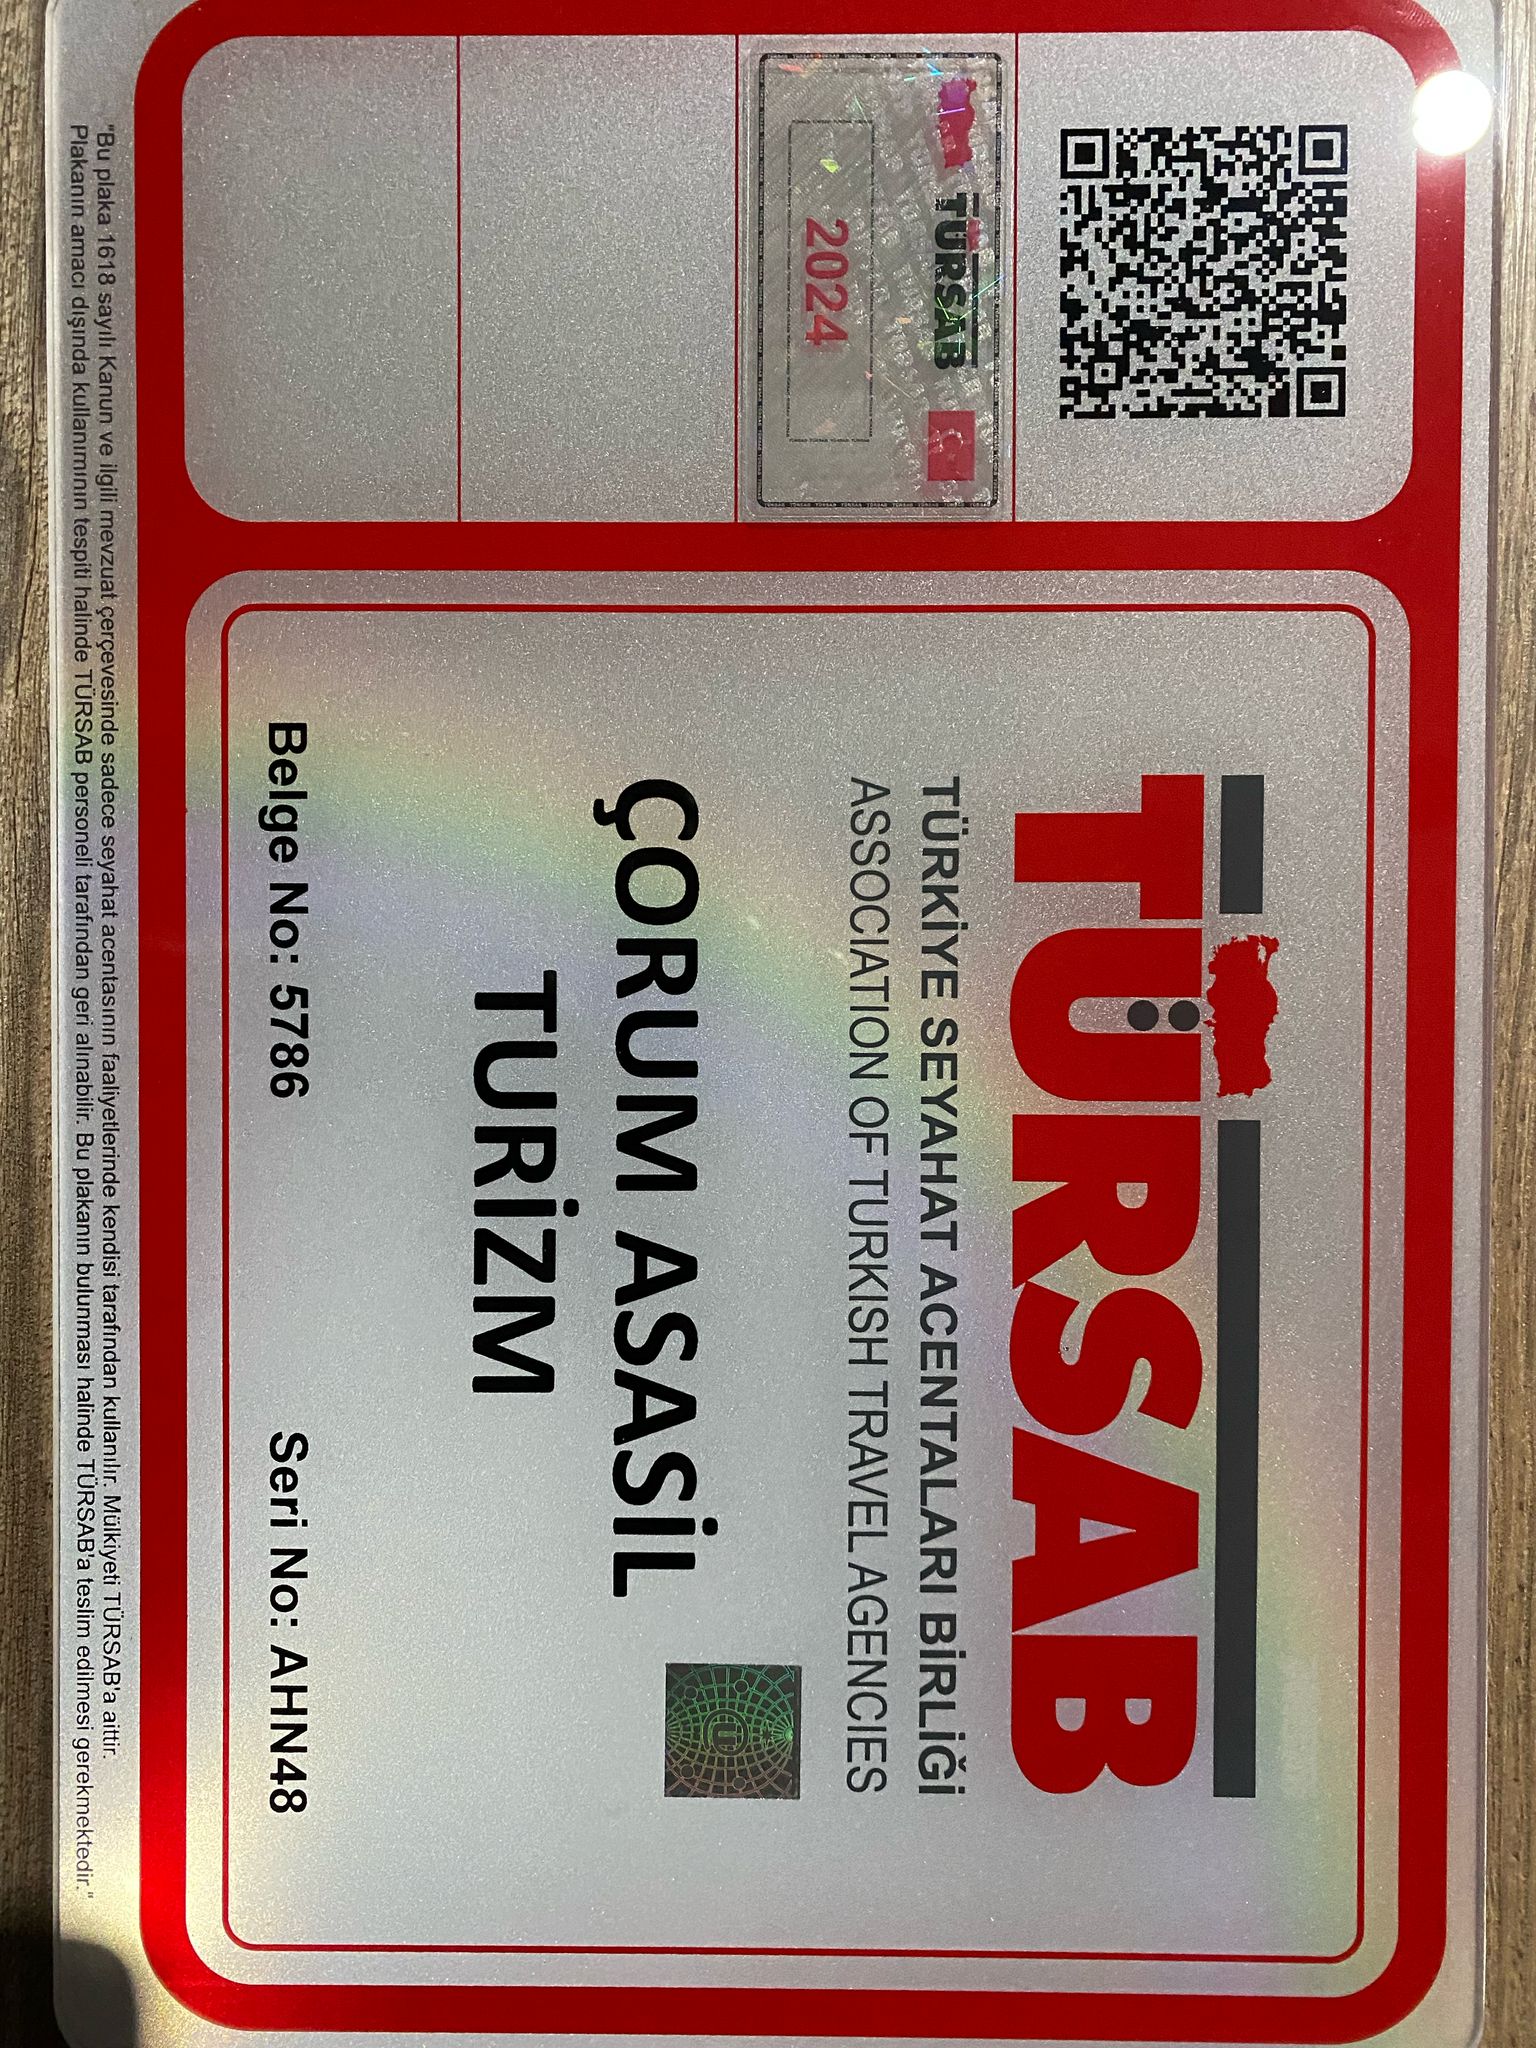 TÜRSAB
2024
TÜRSAB
TÜRKİYE SEYAHAT ACENTALARI BİRLİĞİ
ASSOCIATION OF TURKISH TRAVEL AGENCIES
ÇORUM ASASİL
TURİZM
Belge No: 5786 Seri No: AHN48
"Bu plaka 1618 sayılı Kanun ve ilgili mevzuat çerçevesinde sadece seyahat acentasının faaliyetlerinde kendisi tarafından kullanılır. Mülkiyeti TÜRSAB'a aittir.
Plakanın amacı dışında kullanımının tespiti halinde TÜRSAB personeli tarafından geri alınabilir. Bu plakanın bulunması halinde TÜRSAB'a teslim edilmesi gerekmektedir."